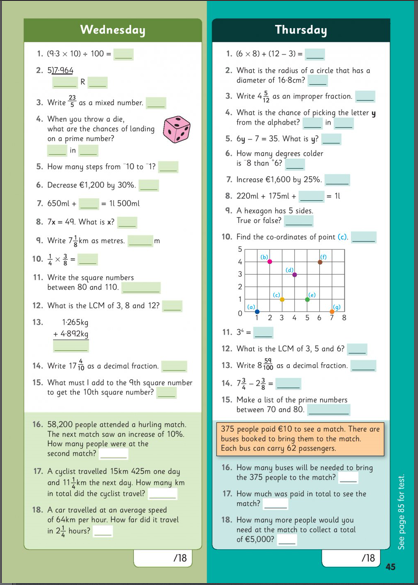 Wednesday
1. (9·3 × 10) ÷ 100 =
2. 5)7·964
R
3. Write 23/5 as a mixed number.
4. When you throw a die,
what are the chances of landing
on a prime number?
in
5. How many steps from ⁻10 to ⁻1?
6. Decrease €1,200 by 30%.
7. 650ml + = 1l 500ml
8. 7x = 49. What is x?
9. Write 7 1/8 km as metres. m
10. 1/4 × 3/8 =
11. Write the square numbers
between 80 and 110.
12. What is the LCM of 3, 8 and 12?
13. 1·265kg
+ 4·892kg
14. Write 17 4/10 as a decimal fraction.
15. What must I add to the 9th square number
to get the 10th square number?
16. 58,200 people attended a hurling match.
The next match saw an increase of 10%.
How many people were at the
second match?
17. A cyclist travelled 15km 425m one day
and 11 1/4 km the next day. How many km
in total did the cyclist travel?
18. A car travelled at an average speed
of 64km per hour. How far did it travel
in 2 1/4 hours?
/18
Thursday
1. (6 × 8) + (12 – 3) =
2. What is the radius of a circle that has a
diameter of 16·8cm?
3. Write 4 5/12 as an improper fraction.
4. What is the chance of picking the letter y
from the alphabet? in
5. 6y – 7 = 35. What is y?
6. How many degrees colder
is ⁻8 than ⁺6?
7. Increase €1,600 by 25%.
8. 220ml + 175ml + = 1l
9. A hexagon has 5 sides.
True or false?
10. Find the co-ordinates of point (c).
5
4
3
2
1
0
(b)
(f)
(d)
(c)
(e)
(a)
(g)
1 2 3 4 5 6 7 8
11. 3⁴ =
12. What is the LCM of 3, 5 and 6?
13. Write 8 59/100 as a decimal fraction.
14. 7 3/4 – 2 3/8 =
15. Make a list of the prime numbers
between 70 and 80.
375 people paid €10 to see a match. There are
buses booked to bring them to the match.
Each bus can carry 62 passengers.
16. How many buses will be needed to bring
the 375 people to the match?
17. How much was paid in total to see the
match?
18. How many more people would you
need at the match to collect a total
of €5,000?
/18
See page 85 for test.
45